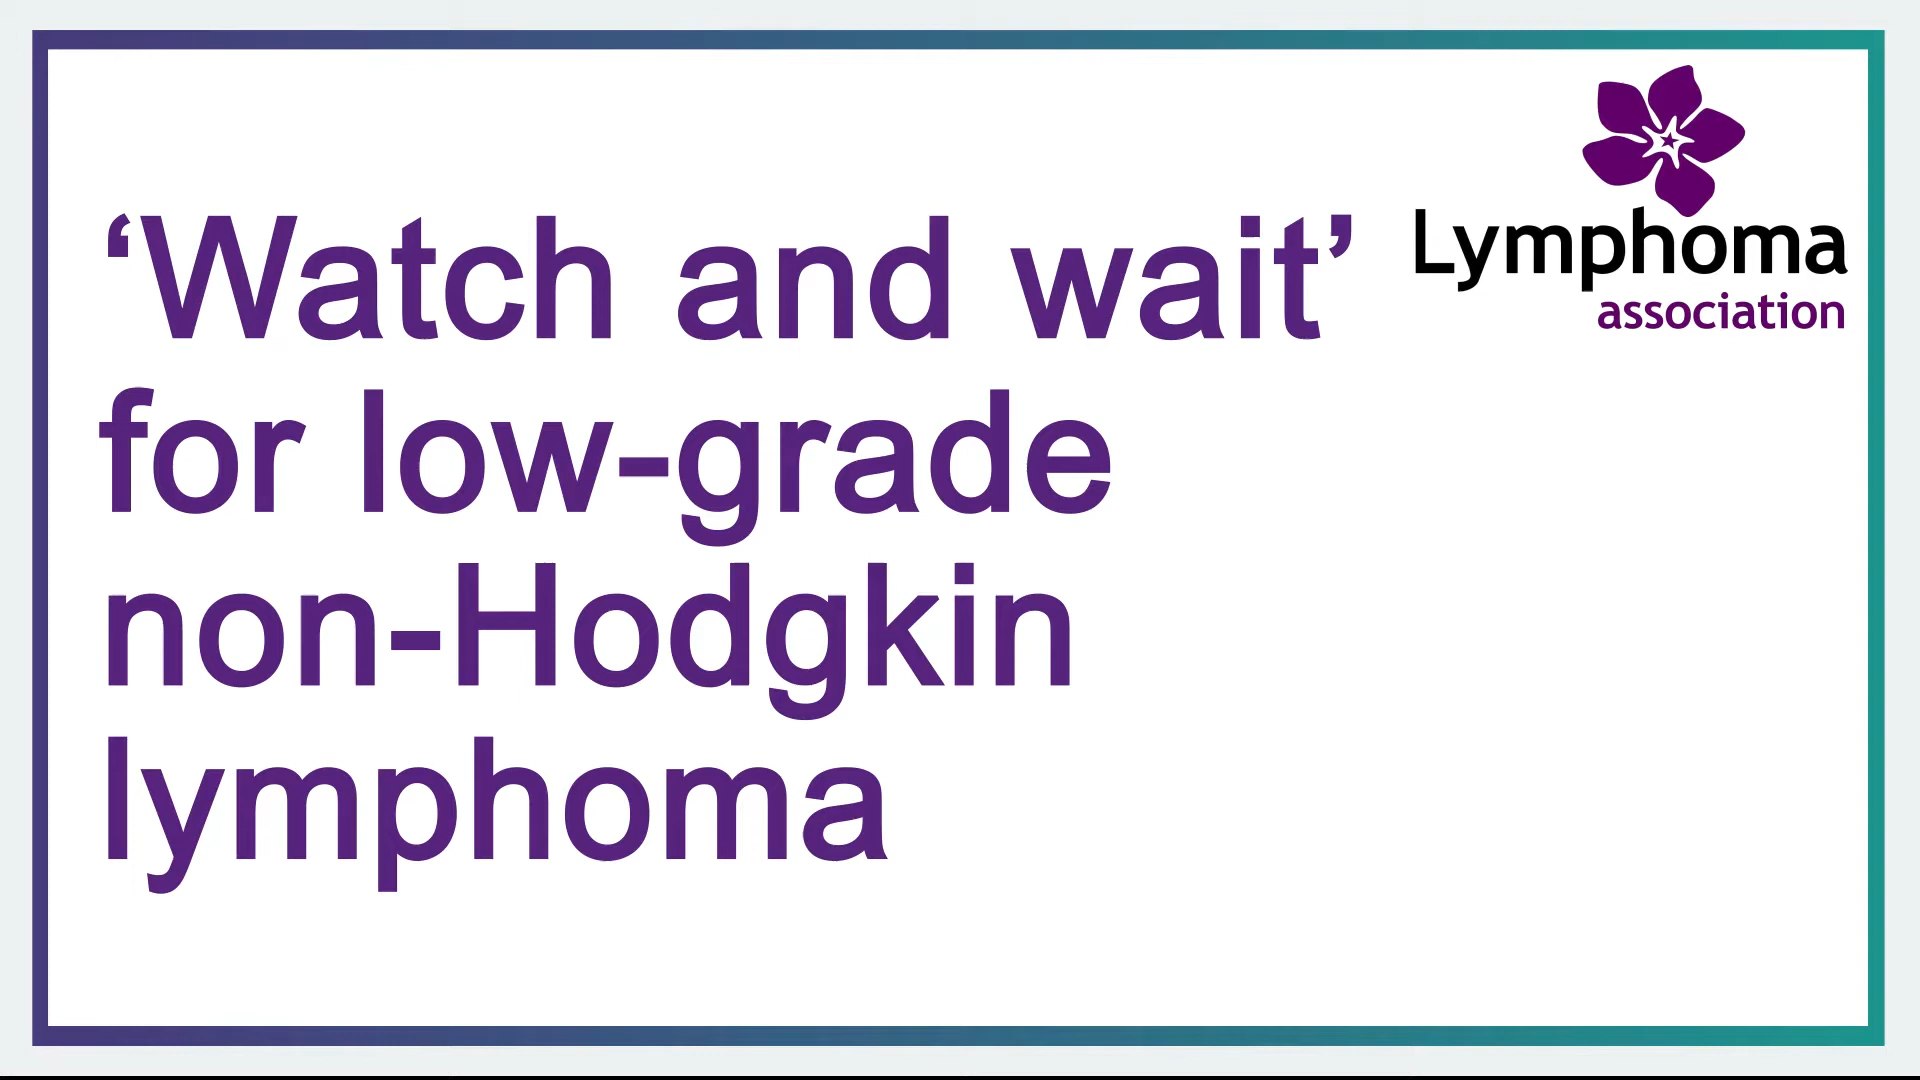 ‘Watch and wait’
for low-grade
non-Hodgkin
lymphoma
Lymphoma
association